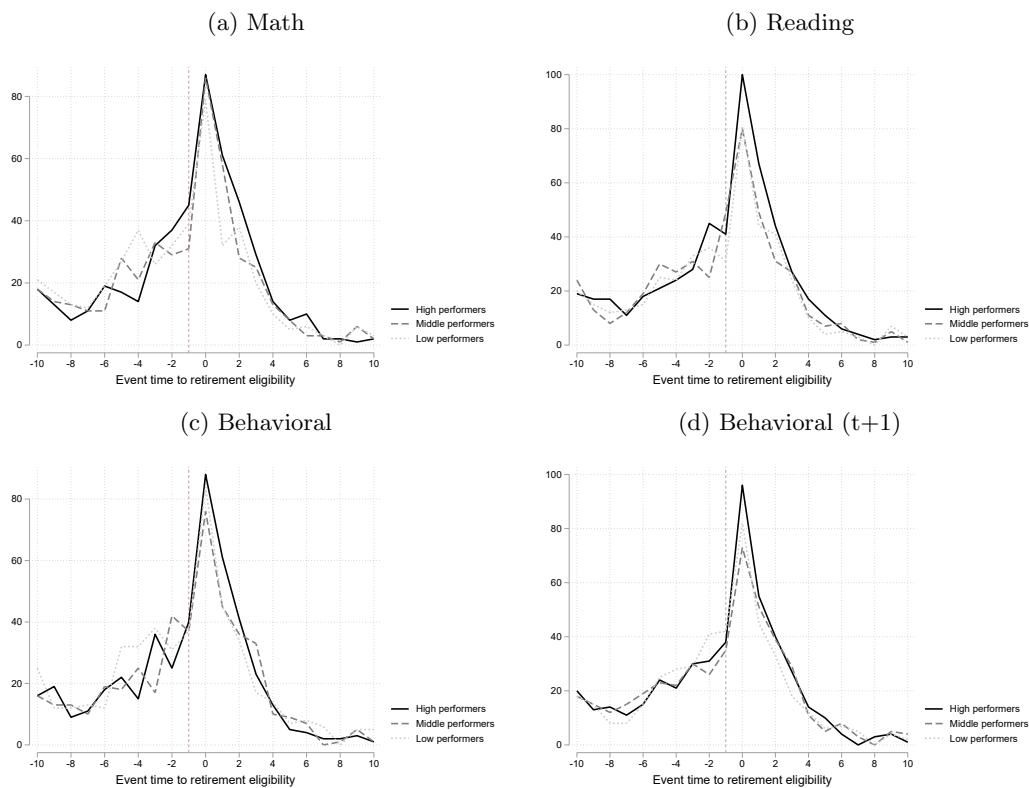 (a) Math
80
60
40
20
0
-10 -8 -6 -4 -2 0 2 4 6 8 10
Event time to retirement eligibility
High performers
Middle performers
Low performers
(b) Reading
100
80
60
40
20
0
-10 -8 -6 -4 -2 0 2 4 6 8 10
Event time to retirement eligibility
High performers
Middle performers
Low performers
(c) Behavioral
80
60
40
20
0
-10 -8 -6 -4 -2 0 2 4 6 8 10
Event time to retirement eligibility
High performers
Middle performers
Low performers
(d) Behavioral (t+1)
100
80
60
40
20
0
-10 -8 -6 -4 -2 0 2 4 6 8 10
Event time to retirement eligibility
High performers
Middle performers
Low performers